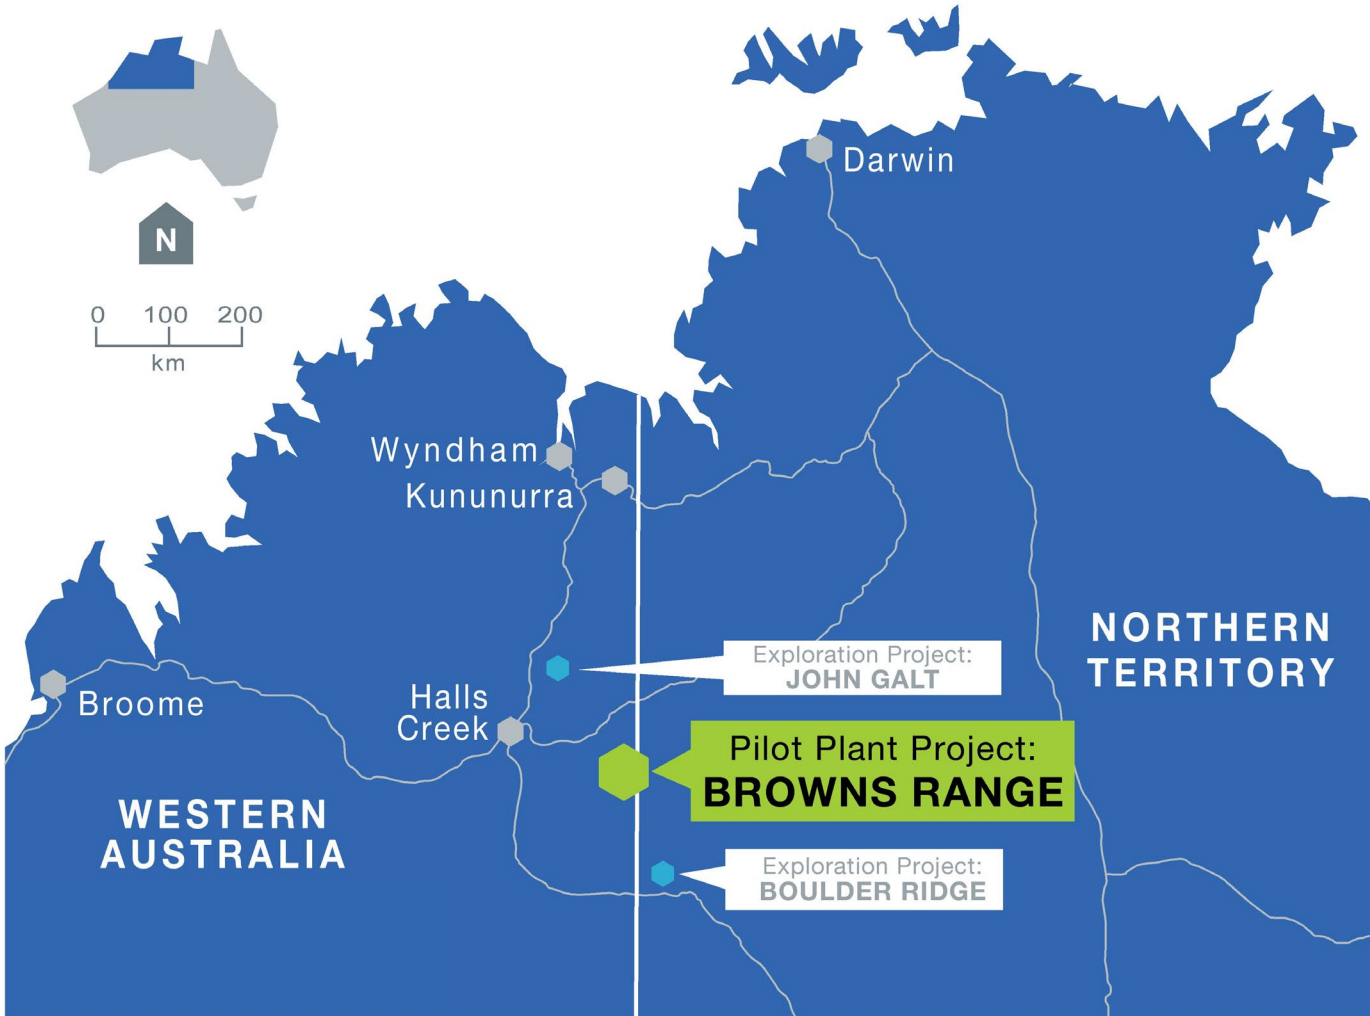 Darwin
N
0 100 200
km
Wyndham
Kununurra
NORTHERN
TERRITORY
Exploration Project:
JOHN GALT
Halls
Creek
Broome
Pilot Plant Project:
BROWNS RANGE
WESTERN
AUSTRALIA
Exploration Project:
BOULDER RIDGE